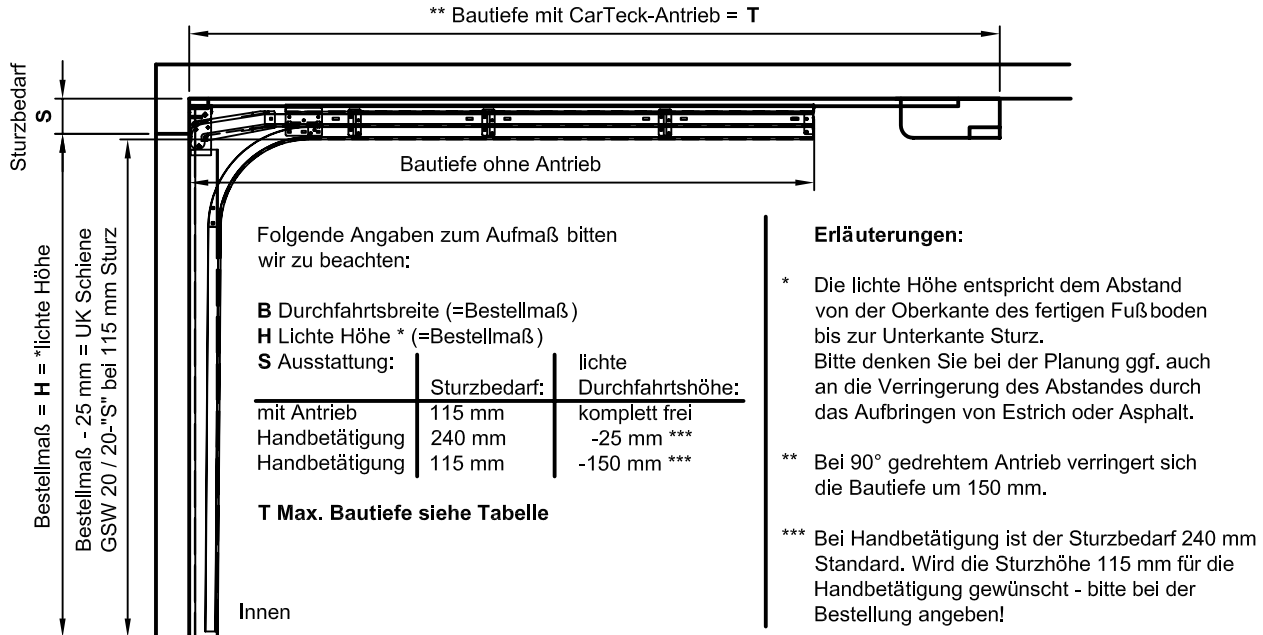 ** Bautiefe mit CarTeck-Antrieb = T
Sturzbedarf
S
Bautiefe ohne Antrieb
Bestellmaß = H = *lichte Höhe
Bestellmaß - 25 mm = UK Schiene
GSW 20 / 20-"S" bei 115 mm Sturz
Folgende Angaben zum Aufmaß bitten
wir zu beachten:
B Durchfahrtsbreite (=Bestellmaß)
H Lichte Höhe * (=Bestellmaß)
S Ausstattung: lichte
Sturzbedarf: Durchfahrtshöhe:
mit Antrieb 115 mm komplett frei
Handbetätigung 240 mm -25 mm ***
Handbetätigung 115 mm -150 mm ***
T Max. Bautiefe siehe Tabelle
Innen
Erläuterungen:
* Die lichte Höhe entspricht dem Abstand
von der Oberkante des fertigen Fußboden
bis zur Unterkante Sturz.
Bitte denken Sie bei der Planung ggf. auch
an die Verringerung des Abstandes durch
das Aufbringen von Estrich oder Asphalt.
** Bei 90° gedrehtem Antrieb verringert sich
die Bautiefe um 150 mm.
*** Bei Handbetätigung ist der Sturzbedarf 240 mm
Standard. Wird die Sturzhöhe 115 mm für die
Handbetätigung gewünscht - bitte bei der
Bestellung angeben!